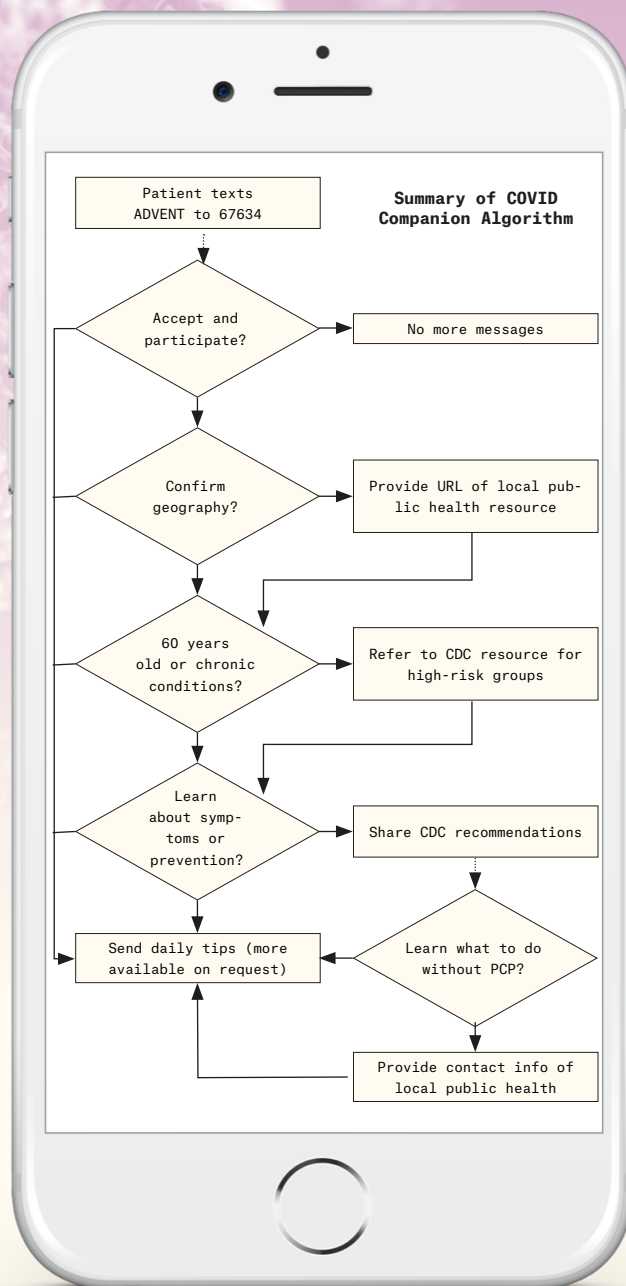 Patient texts
ADVENT to 67634
Summary of COVID
Companion Algorithm
Accept and
participate?
No more messages
Confirm
geography?
Provide URL of local pub-
lic health resource
60 years
old or chronic
conditions?
Refer to CDC resource for
high-risk groups
Learn
about symp-
toms or
prevention?
Share CDC recommendations
Send daily tips (more
available on request)
Learn what to do
without PCP?
Provide contact info of
local public health